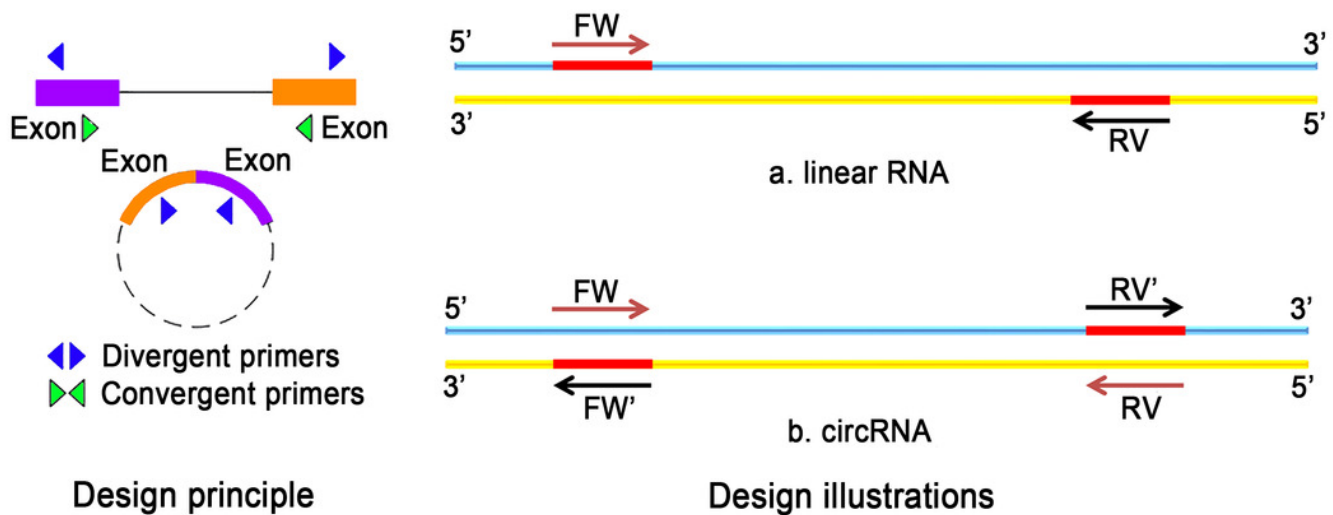 Exon
Exon
Exon
Exon
Divergent primers
Convergent primers
Design principle
FW
5’
3’
3’
5’
RV
a. linear RNA
FW
RV’
5’
3’
3’
5’
FW’
RV
b. circRNA
Design illustrations